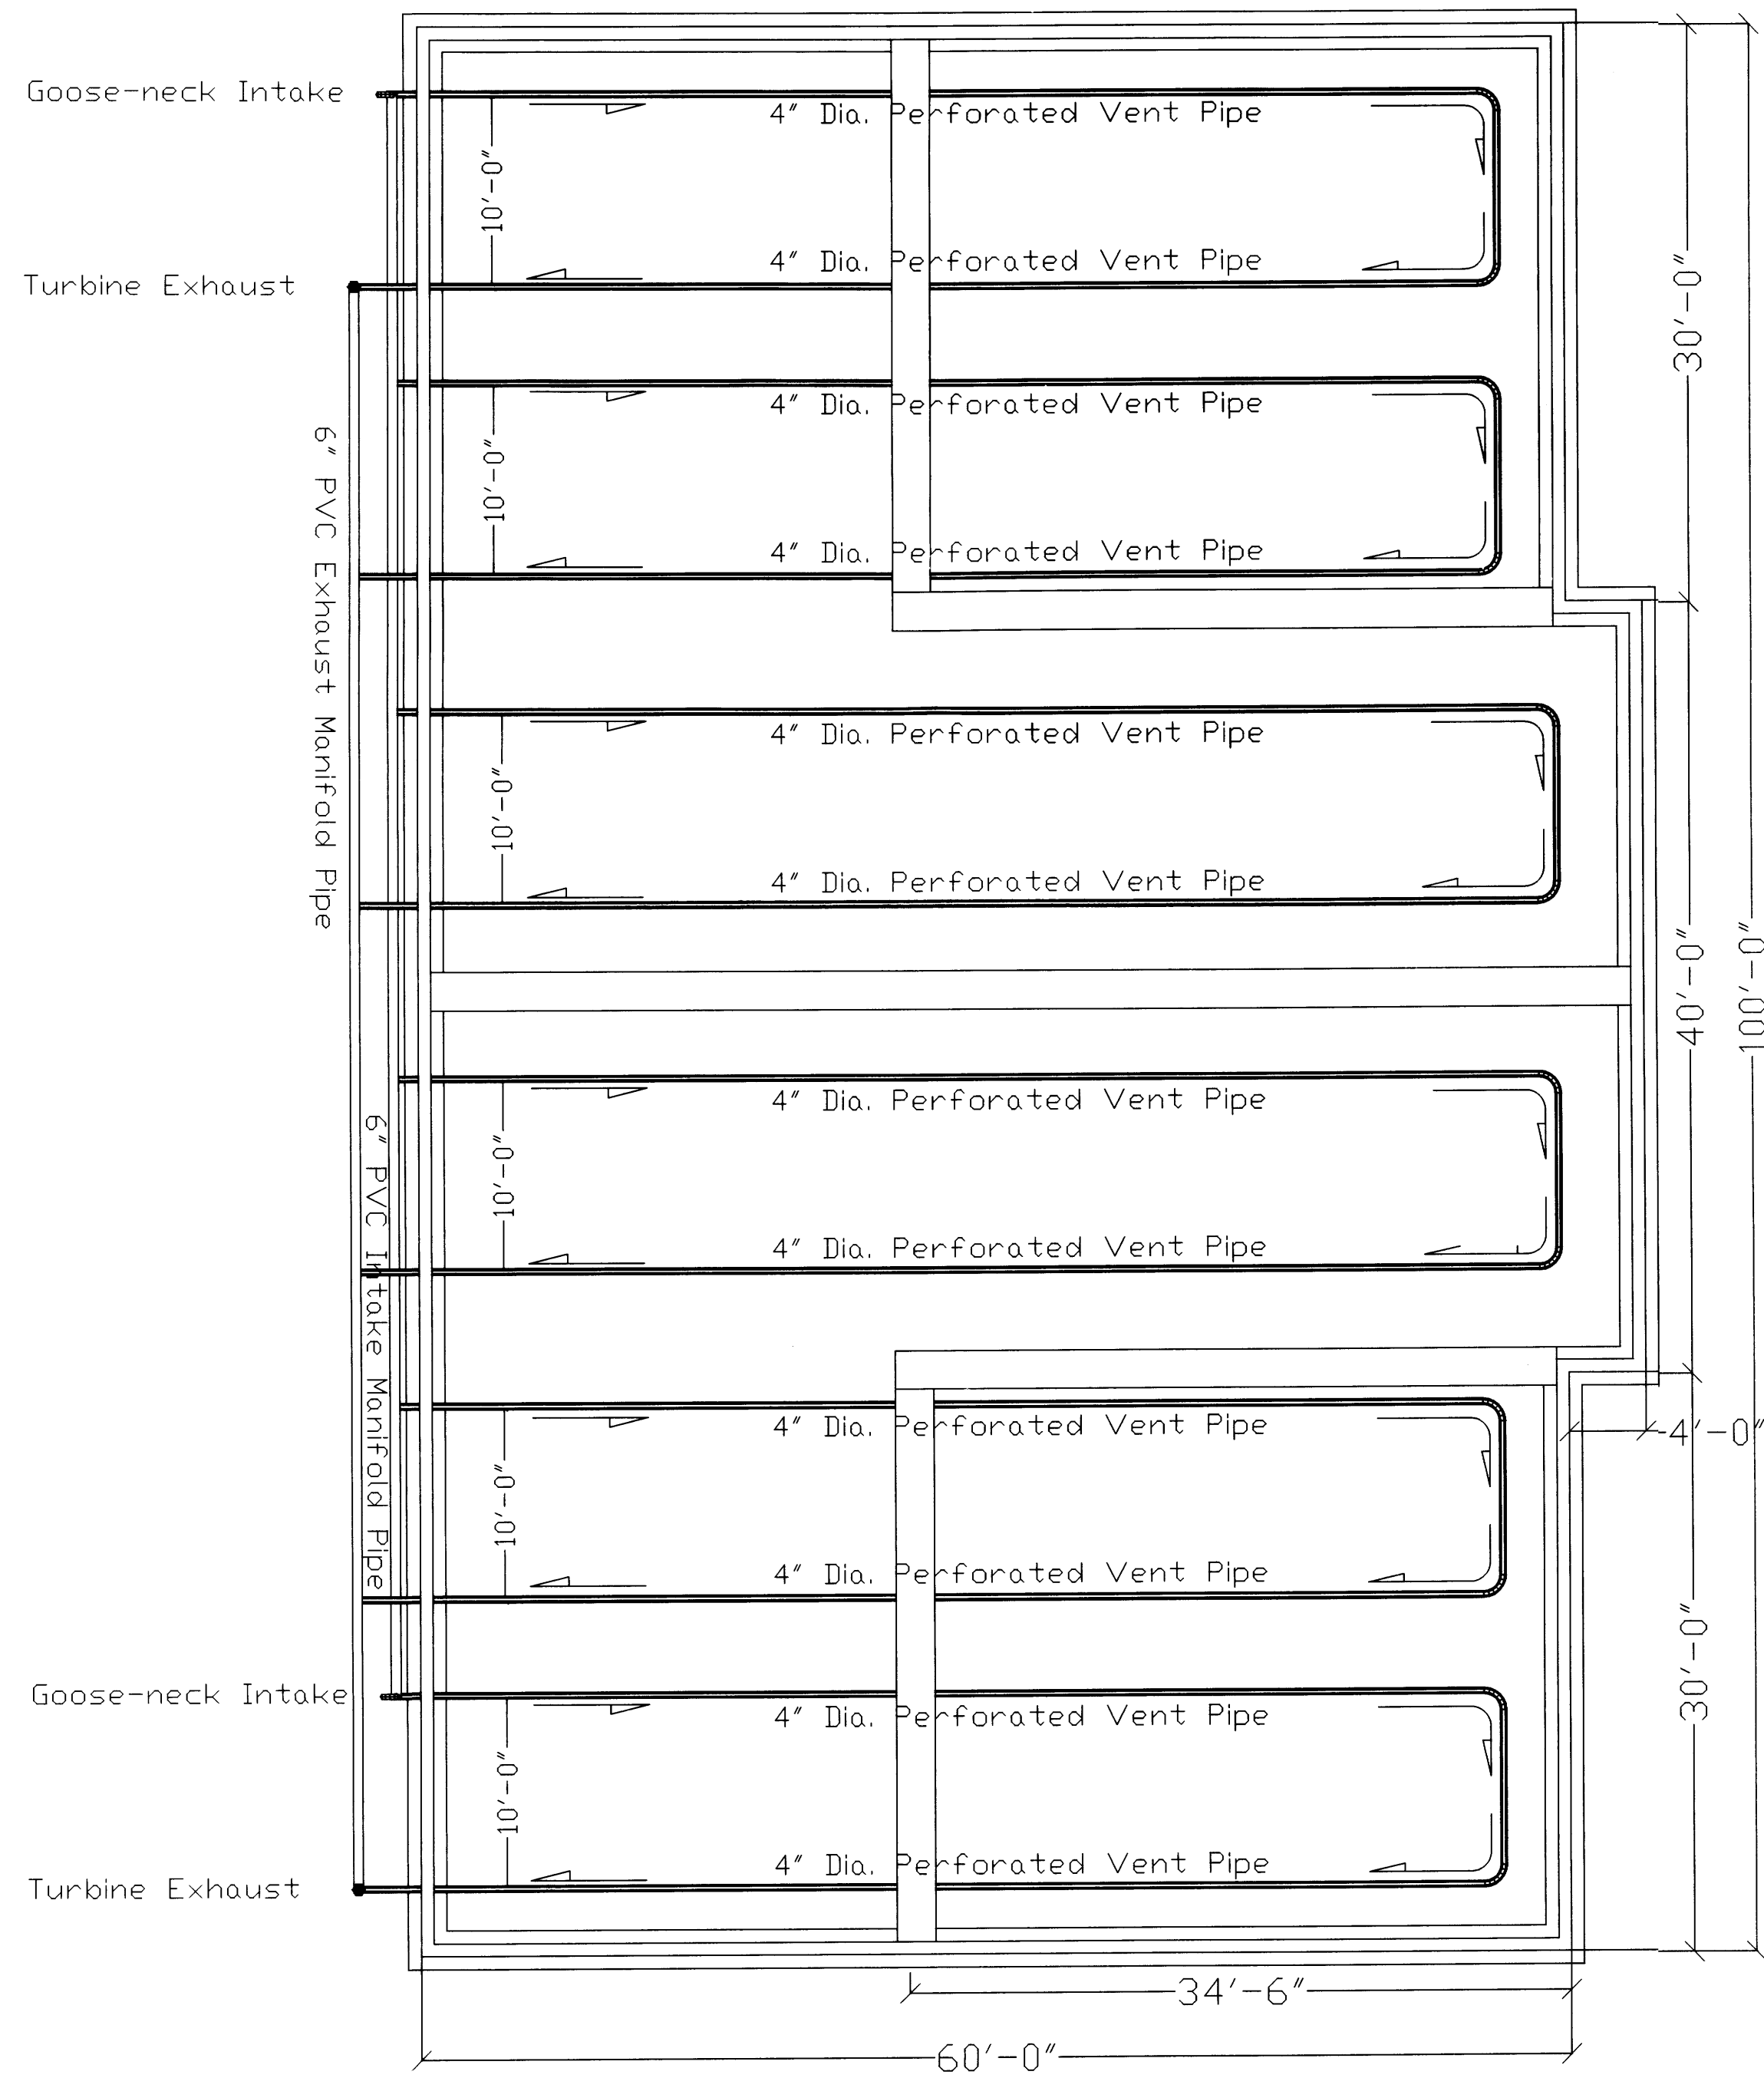 Goose-neck Intake
4" Dia. Perforated Vent Pipe
10'-0"
4" Dia. Perforated Vent Pipe
Turbine Exhaust
30'-0"
4" Dia. Perforated Vent Pipe
10'-0"
4" Dia. Perforated Vent Pipe
6" PVC Exhaust Manifold Pipe
4" Dia. Perforated Vent Pipe
10'-0"
4" Dia. Perforated Vent Pipe
40'-0"
100'-0"
4" Dia. Perforated Vent Pipe
10'-0"
4" Dia. Perforated Vent Pipe
6" PVC Intake Manifold Pipe
4" Dia. Perforated Vent Pipe
4'-0"
10'-0"
4" Dia. Perforated Vent Pipe
30'-0"
Goose-neck Intake
4" Dia. Perforated Vent Pipe
10'-0"
4" Dia. Perforated Vent Pipe
Turbine Exhaust
34'-6"
60'-0"